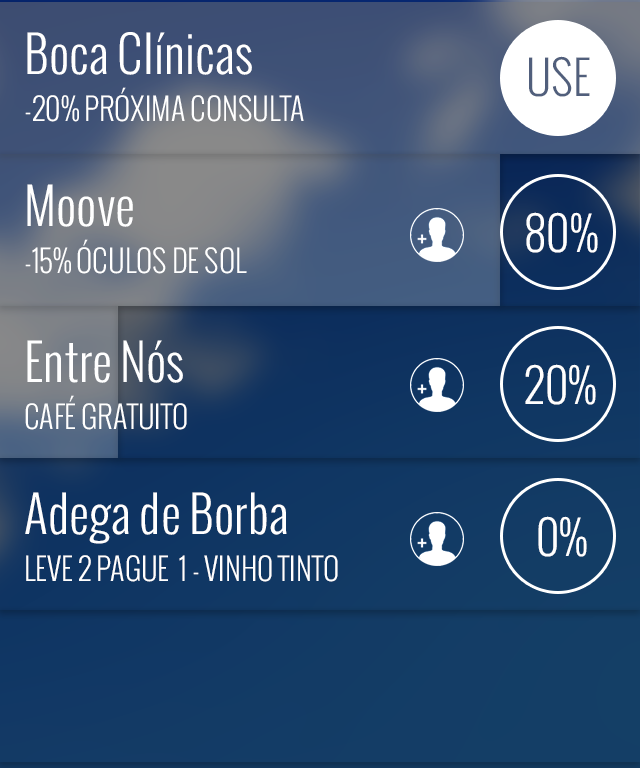 Boca Clínicas
-20% PRÓXIMA CONSULTA
USE
Moove
-15% ÓCULOS DE SOL
80%
Entre Nós
CAFÉ GRATUITO
20%
Adega de Borba
LEVE 2 PAGUE 1 - VINHO TINTO
0%